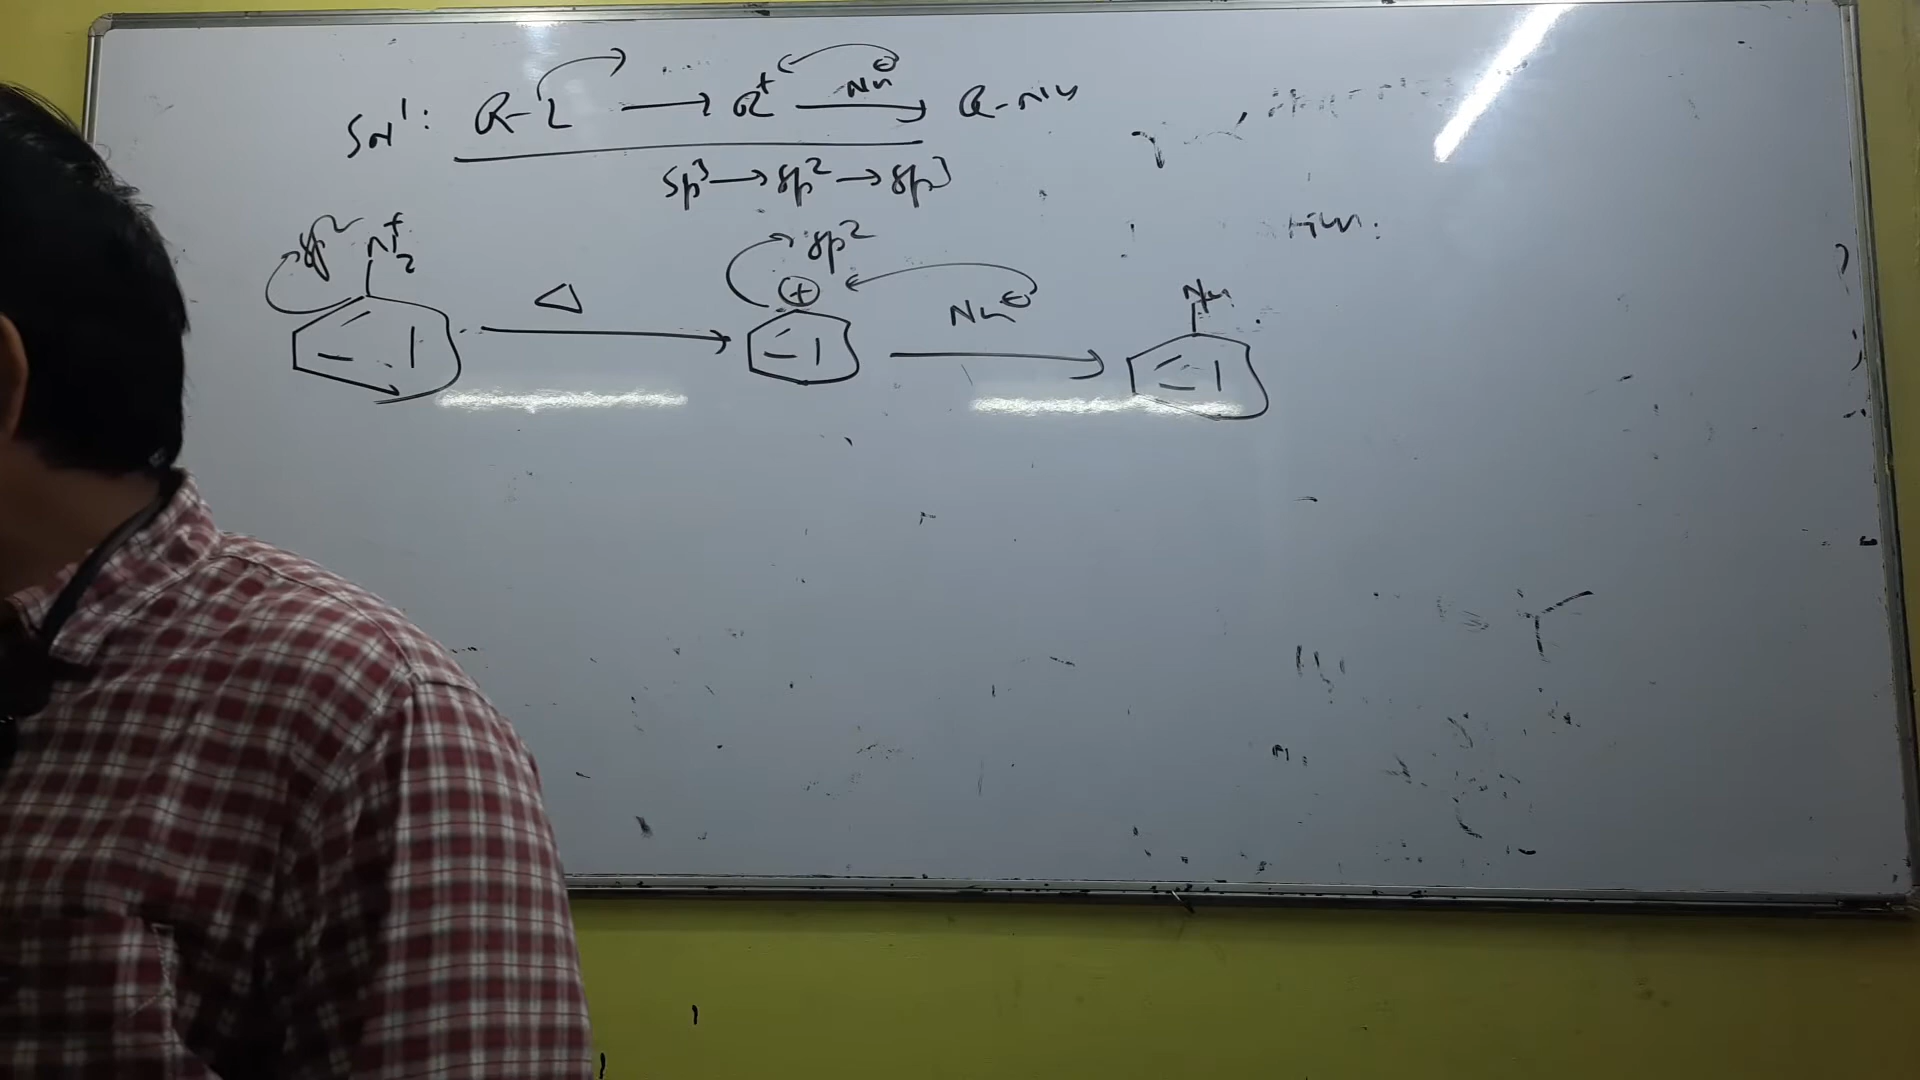 SN¹: R-L → R⁺ Nu⊖ → R-Nu
sp³ → sp² → sp³
sp² N₂⁺ Δ → ⊕ sp² Nu⊖ → Nu